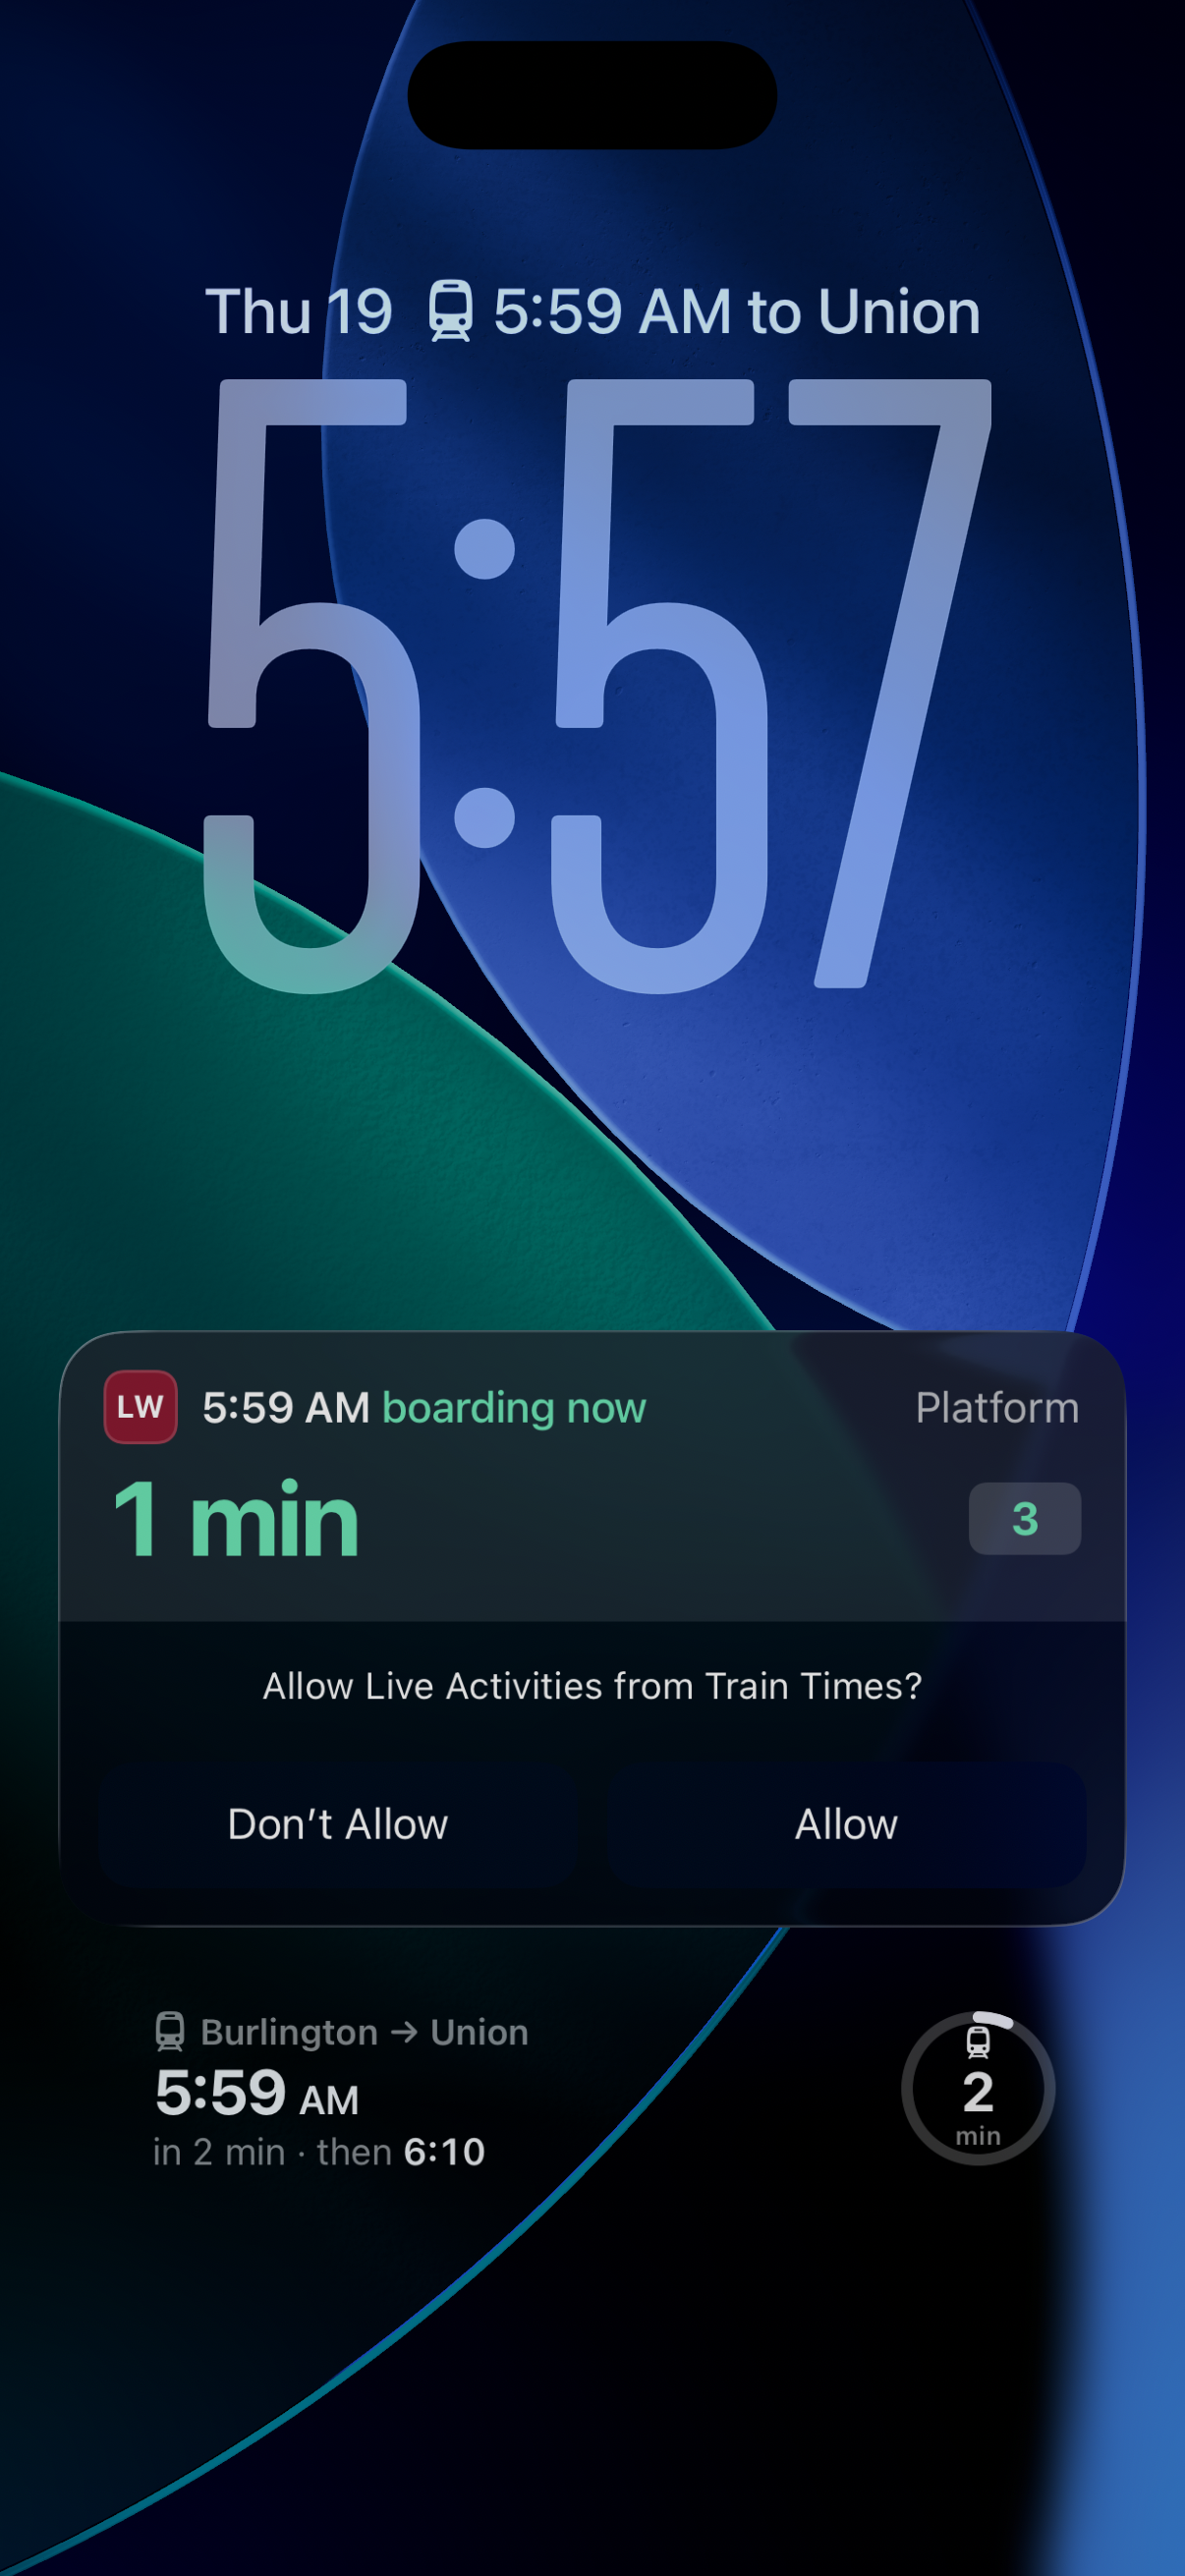 Thu 19 5:59 AM to Union
5:57
LW 5:59 AM boarding now Platform
1 min 3
Allow Live Activities from Train Times?
Don’t Allow Allow
Burlington → Union
5:59 AM
in 2 min · then 6:10
2
min